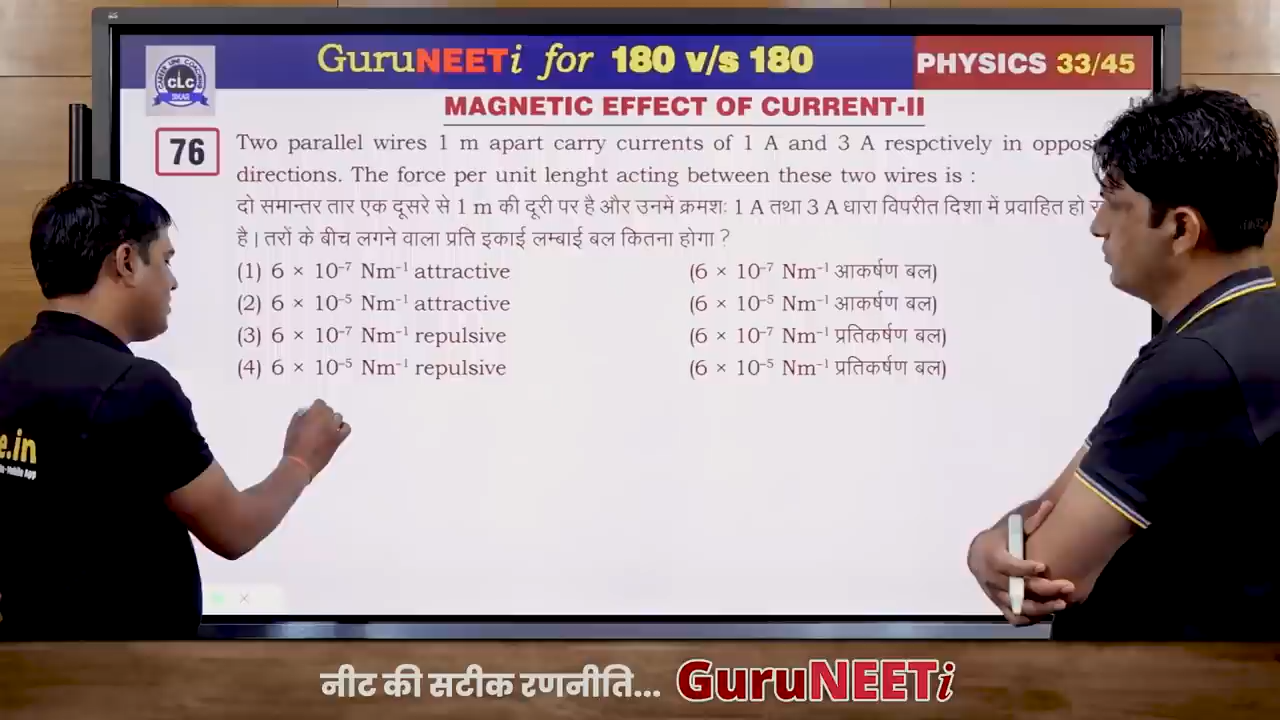 GuruNEETi for 180 v/s 180
PHYSICS 33/45
CLC
SIKAR
MAGNETIC EFFECT OF CURRENT-II
76
Two parallel wires 1 m apart carry currents of 1 A and 3 A respctively in
directions. The force per unit lenght acting between these two wires is :
दो समान्तर तार एक दूसरे से 1 m की दूरी पर है और उनमें क्रमशः 1 A तथा 3 A धारा विपरीत दिशा में प्रवाहित हो
है। तरों के बीच लगने वाला प्रति इकाई लम्बाई बल कितना होगा ?
(1) 6 × 10⁻⁷ Nm⁻¹ attractive (6 × 10⁻⁷ Nm⁻¹ आकर्षण बल)
(2) 6 × 10⁻⁵ Nm⁻¹ attractive (6 × 10⁻⁵ Nm⁻¹ आकर्षण बल)
(3) 6 × 10⁻⁷ Nm⁻¹ repulsive (6 × 10⁻⁷ Nm⁻¹ प्रतिकर्षण बल)
(4) 6 × 10⁻⁵ Nm⁻¹ repulsive (6 × 10⁻⁵ Nm⁻¹ प्रतिकर्षण बल)
e.in
नीट की सटीक रणनीति... GuruNEETi